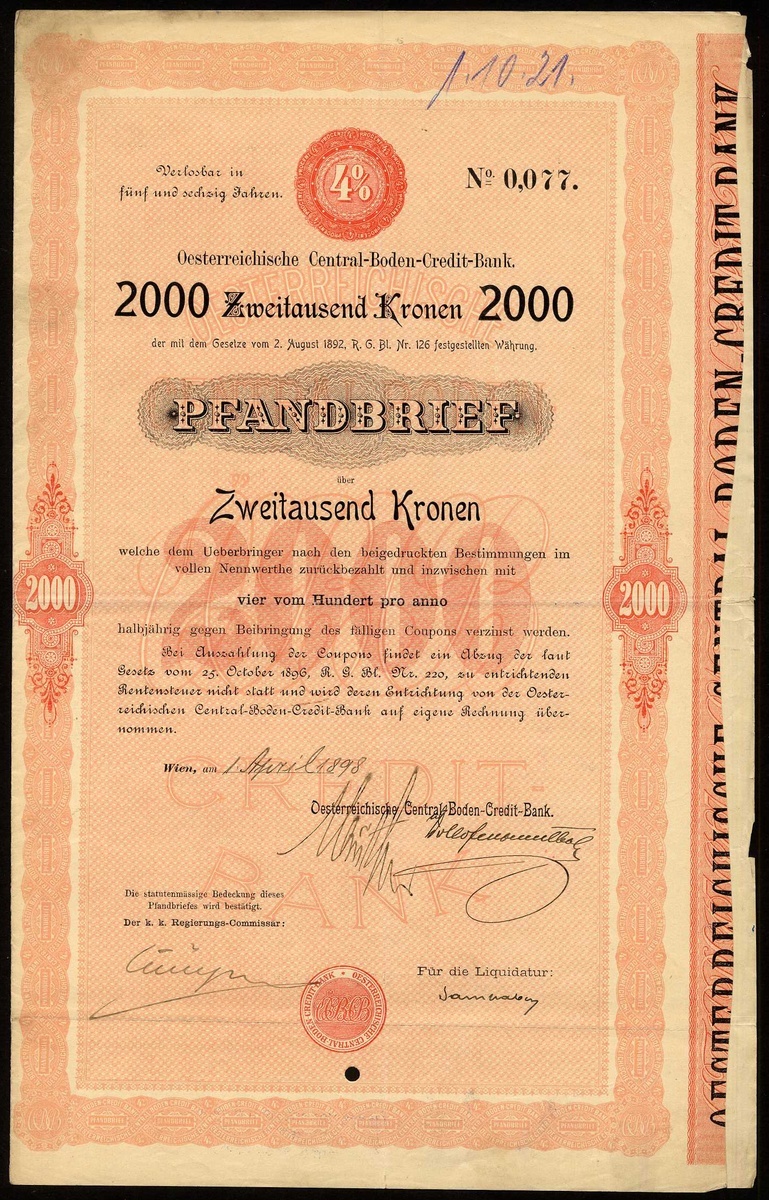 1.10.21.
Verlosbar in
fünf und sechzig Jahren.
4%
No. 0,077.
Oesterreichische Central-Boden-Credit-Bank.
2000 Zweitausend Kronen 2000
der mit dem Gesetze vom 2. August 1892, R. G. Bl. Nr. 126 festgestellten Währung.
PFANDBRIEF
über
Zweitausend Kronen
welche dem Ueberbringer nach den beigedruckten Bestimmungen im
vollen Nennwerthe zurückbezahlt und inzwischen mit
vier vom Hundert pro anno
halbjährig gegen Beibringung des fälligen Coupons verzinst werden.
Bei Auszahlung der Coupons findet ein Abzug der laut
Gesetz vom 25. October 1896, R. G. Bl. Nr. 220, zu entrichtenden
Rentensteuer nicht statt und wird deren Entrichtung von der Oester-
reichischen Central-Boden-Credit-Bank auf eigene Rechnung über-
nommen.
2000
2000
2000
Wien, am 1. April 1898
Oesterreichische Central-Boden-Credit-Bank.
CREDIT-
BANK
Die statutenmässige Bedeckung dieses
Pfandbriefes wird bestätigt.
Der k. k. Regierungs-Commissär:
Für die Liquidatur:
OESTERREICHISCHE CENTRAL-BODEN-CREDIT-BANK
OESTERREICHISCHE CENTRAL-BODEN-CREDIT-BANK